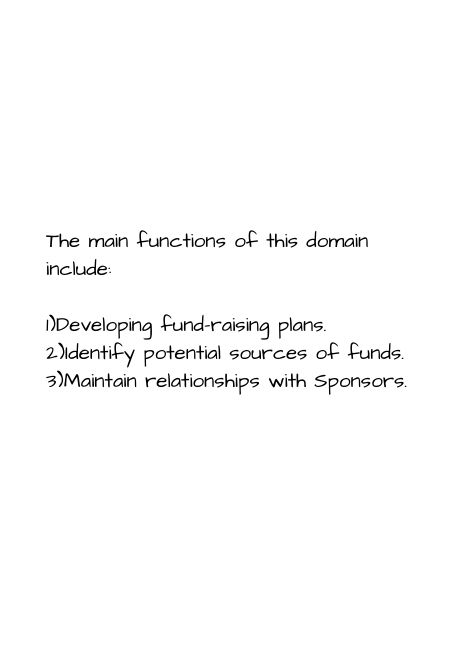 The main functions of this domain
include:
1)Developing fund-raising plans.
2)Identify potential sources of funds.
3)Maintain relationships with Sponsors.